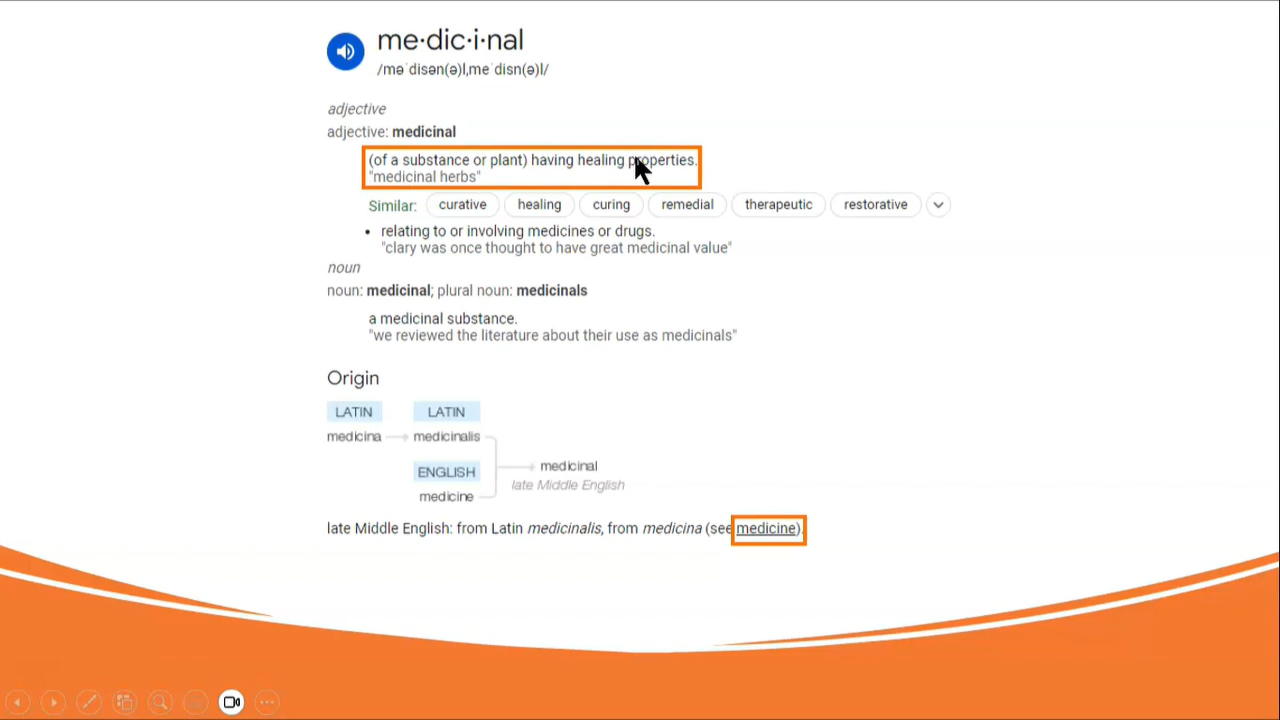 me·dic·i·nal
/məˈdisən(ə)l,meˈdisn(ə)l/
adjective
adjective: medicinal
(of a substance or plant) having healing properties.
"medicinal herbs"
Similar: curative healing curing remedial therapeutic restorative
• relating to or involving medicines or drugs.
"clary was once thought to have great medicinal value"
noun
noun: medicinal; plural noun: medicinals
a medicinal substance.
"we reviewed the literature about their use as medicinals"
Origin
LATIN LATIN
medicina medicinalis
medicinal
ENGLISH
late Middle English
medicine
late Middle English: from Latin medicinalis, from medicina (see medicine).